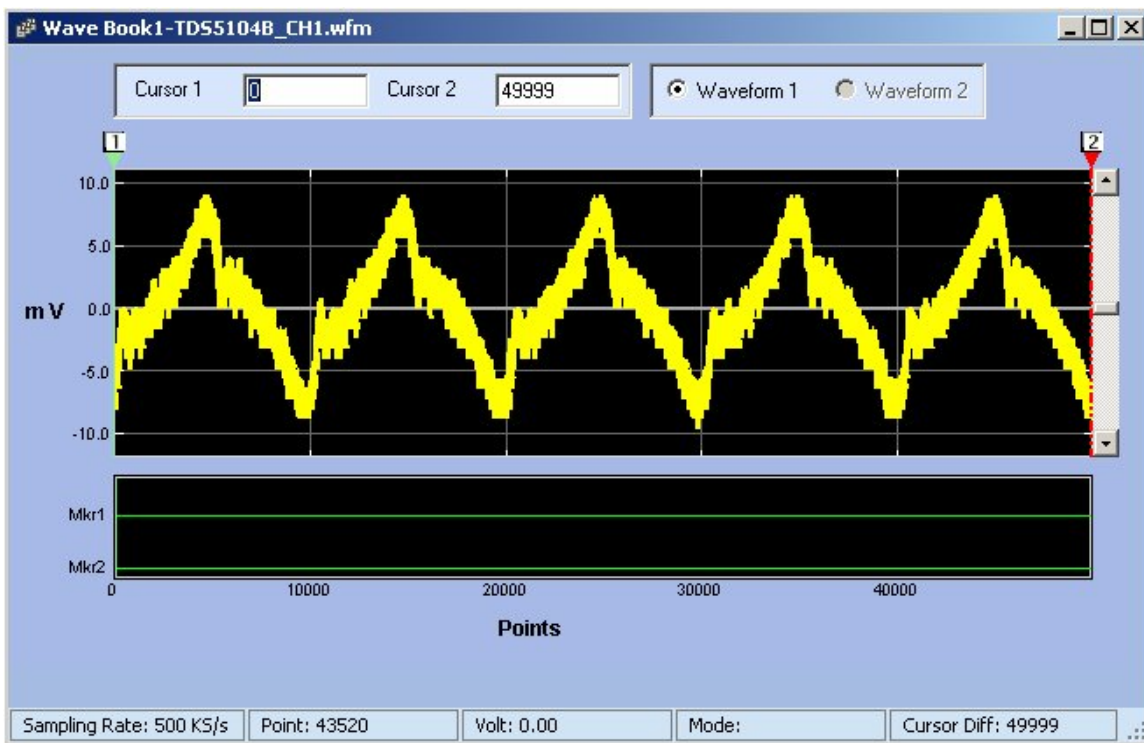 Wave Book1-TDS5104B_CH1.wfm
Cursor 1 0 Cursor 2 49999 Waveform 1 Waveform 2
1 2
10.0
5.0
m V 0.0
-5.0
-10.0
Mkr1
Mkr2
0 10000 20000 30000 40000
Points
Sampling Rate: 500 KS/s Point: 43520 Volt: 0.00 Mode: Cursor Diff: 49999